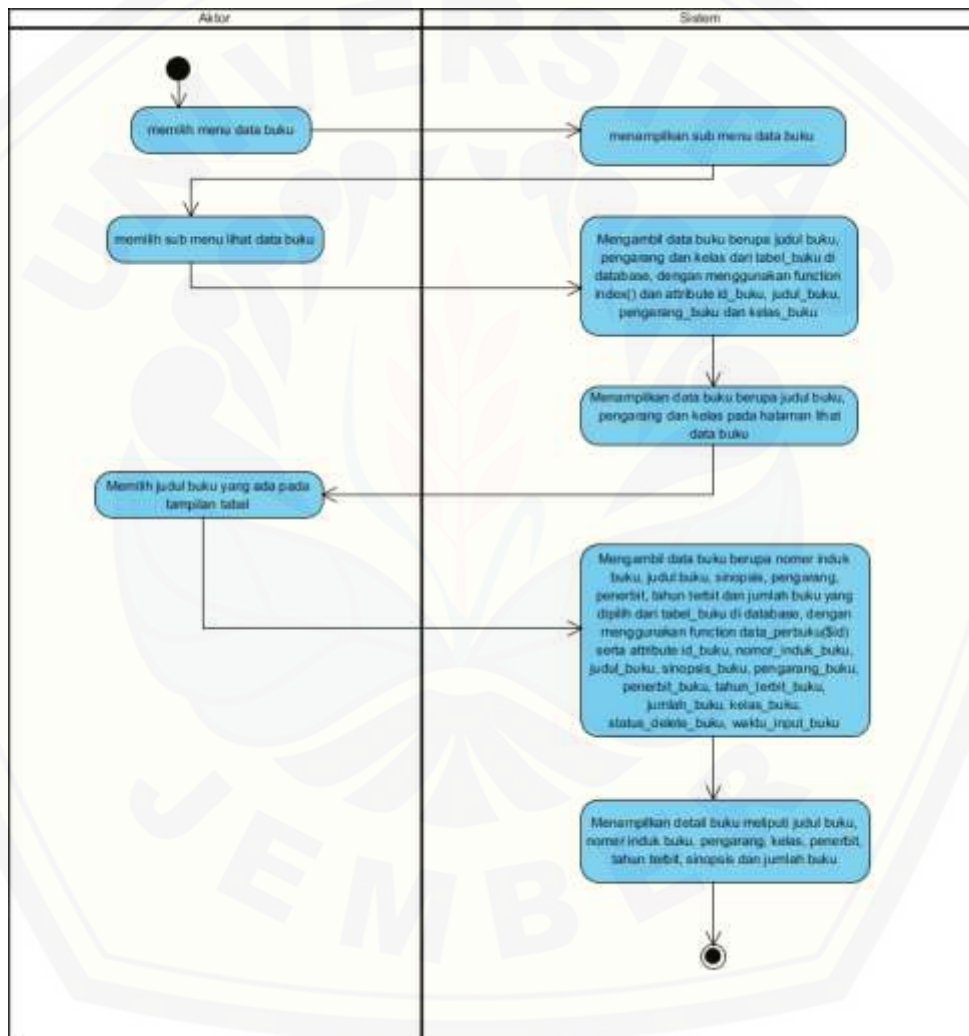 Aktor
Sistem
memilih menu data buku
menampilkan sub menu data buku
memilih sub menu lihat data buku
Mengambil data buku berupa judul buku,
pengarang dan kelas dari tabel_buku di
database, dengan menggunakan function
index() dan attribute id_buku, judul_buku,
pengarang_buku dan kelas_buku
Menampilkan data buku berupa judul buku,
pengarang dan kelas pada halaman lihat
data buku
Memilih judul buku yang ada pada
tampilan tabel
Mengambil data buku berupa nomer induk
buku, judul buku, sinopsis, pengarang,
penerbit, tahun terbit dan jumlah buku yang
dipilih dari tabel_buku di database, dengan
menggunakan function data_perbuku($id)
serta attribute id_buku, nomor_induk_buku,
judul_buku, sinopsis_buku, pengarang_buku,
penerbit_buku, tahun_terbit_buku,
jumlah_buku, kelas_buku,
status_delete_buku, waktu_input_buku
Menampilkan detail buku meliputi judul buku,
nomer induk buku, pengarang, kelas, penerbit,
tahun terbit, sinopsis dan jumlah buku
UNIVERSITAS
JEMBER